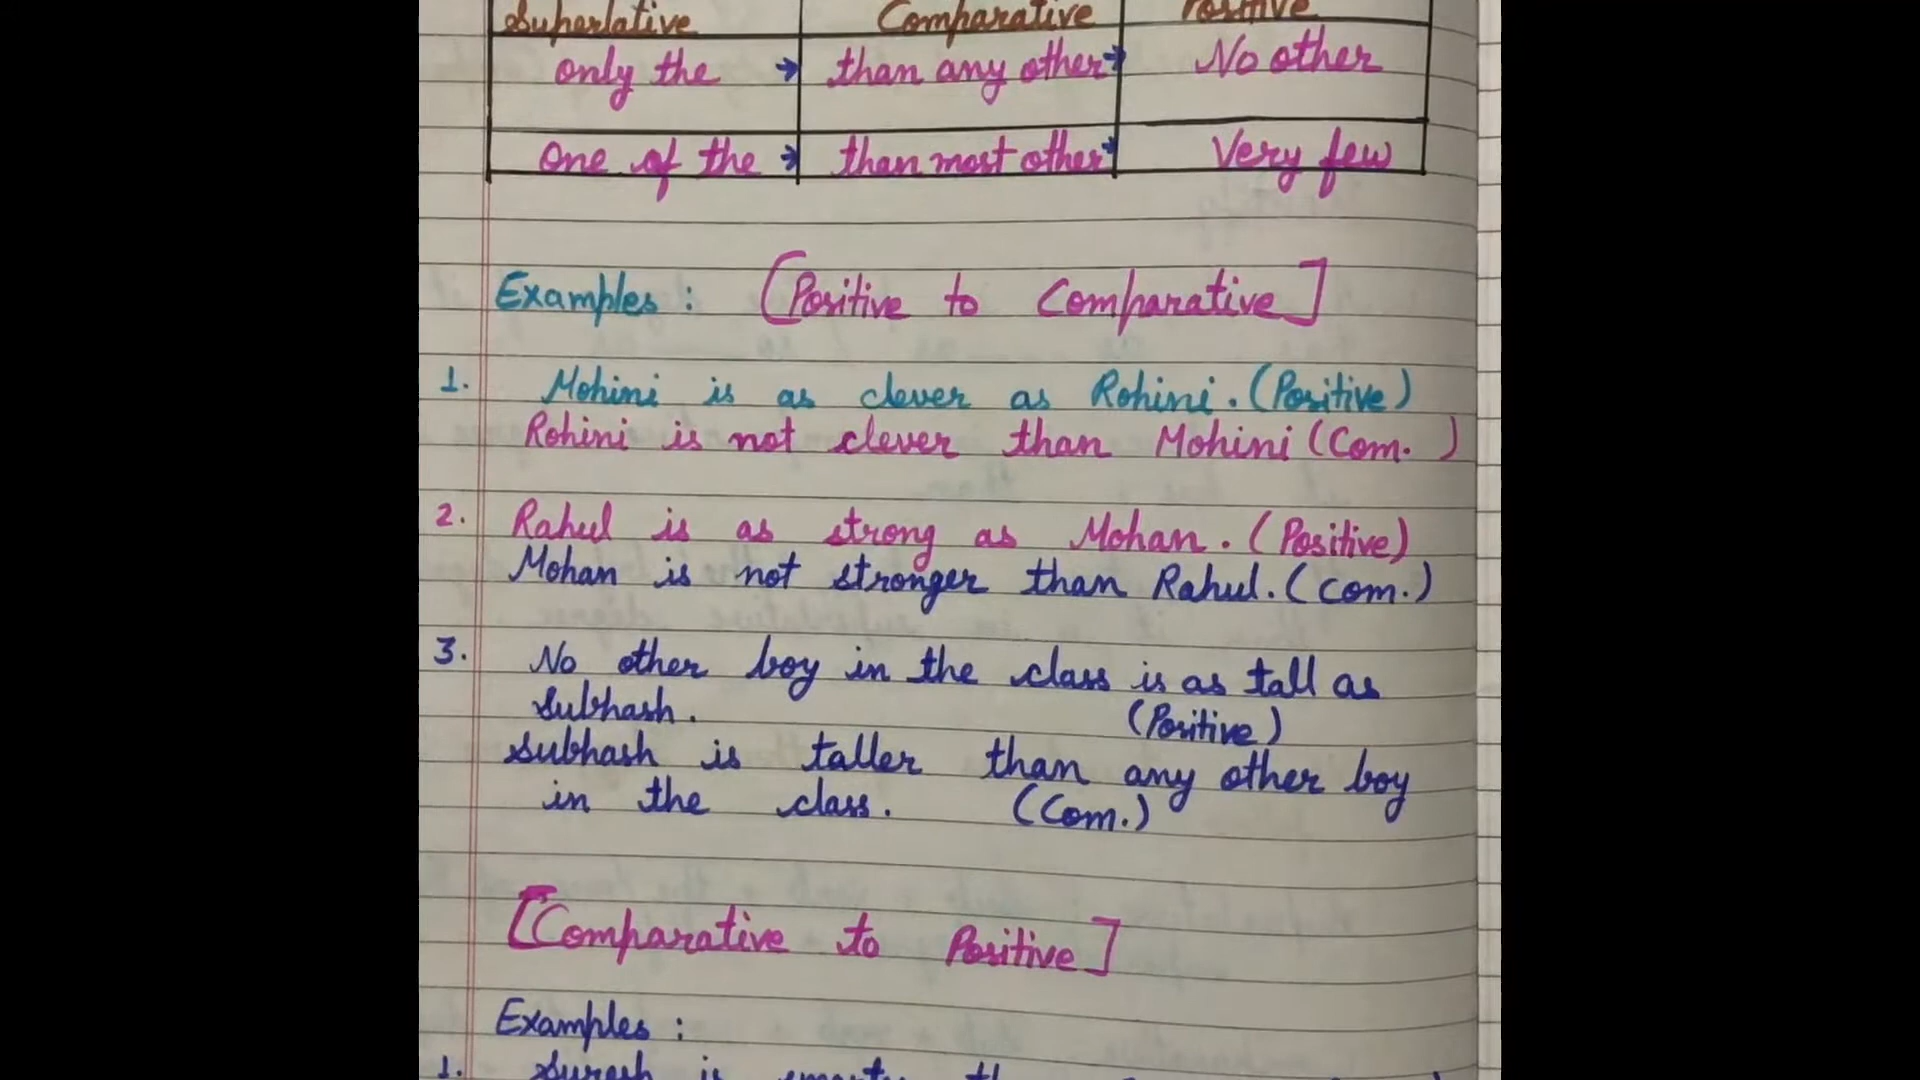 Superlative Comparative Positive
only the → than any other → No other
One of the → than most other → Very few
Examples : [Positive to Comparative]
1. Mohini is as clever as Rohini. (Positive)
Rohini is not clever than Mohini (Com. )
2. Rahul is as strong as Mohan. (Positive)
Mohan is not stronger than Rahul. (Com.)
3. No other boy in the class is as tall as
Subhash. (Positive)
Subhash is taller than any other boy
in the class. (Com.)
[Comparative to Positive]
Examples :
1. Suresh is